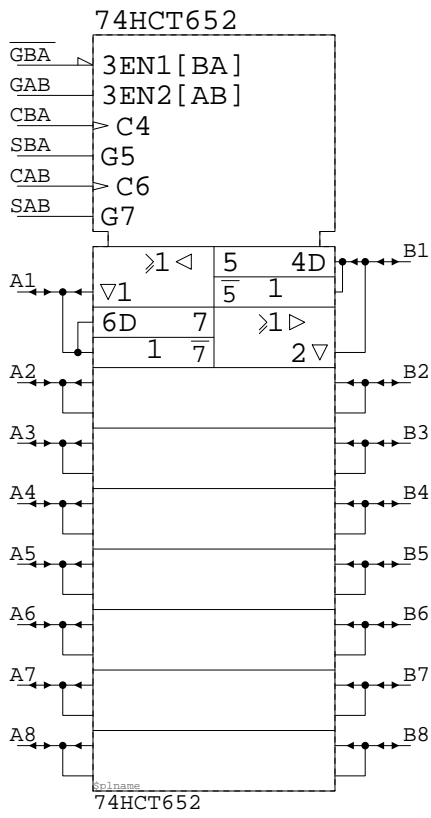 74HCT652
G̅B̅A̅ 3EN1[BA]
GAB 3EN2[AB]
CBA C4
SBA G5
CAB C6
SAB G7
≥1 ◁ 5 4D B1
A1 ▽1 5̅ 1
6D 7 ≥1 ▷
1 7̅ 2▽
A2 B2
A3 B3
A4 B4
A5 B5
A6 B6
A7 B7
A8 B8
$plname
74HCT652